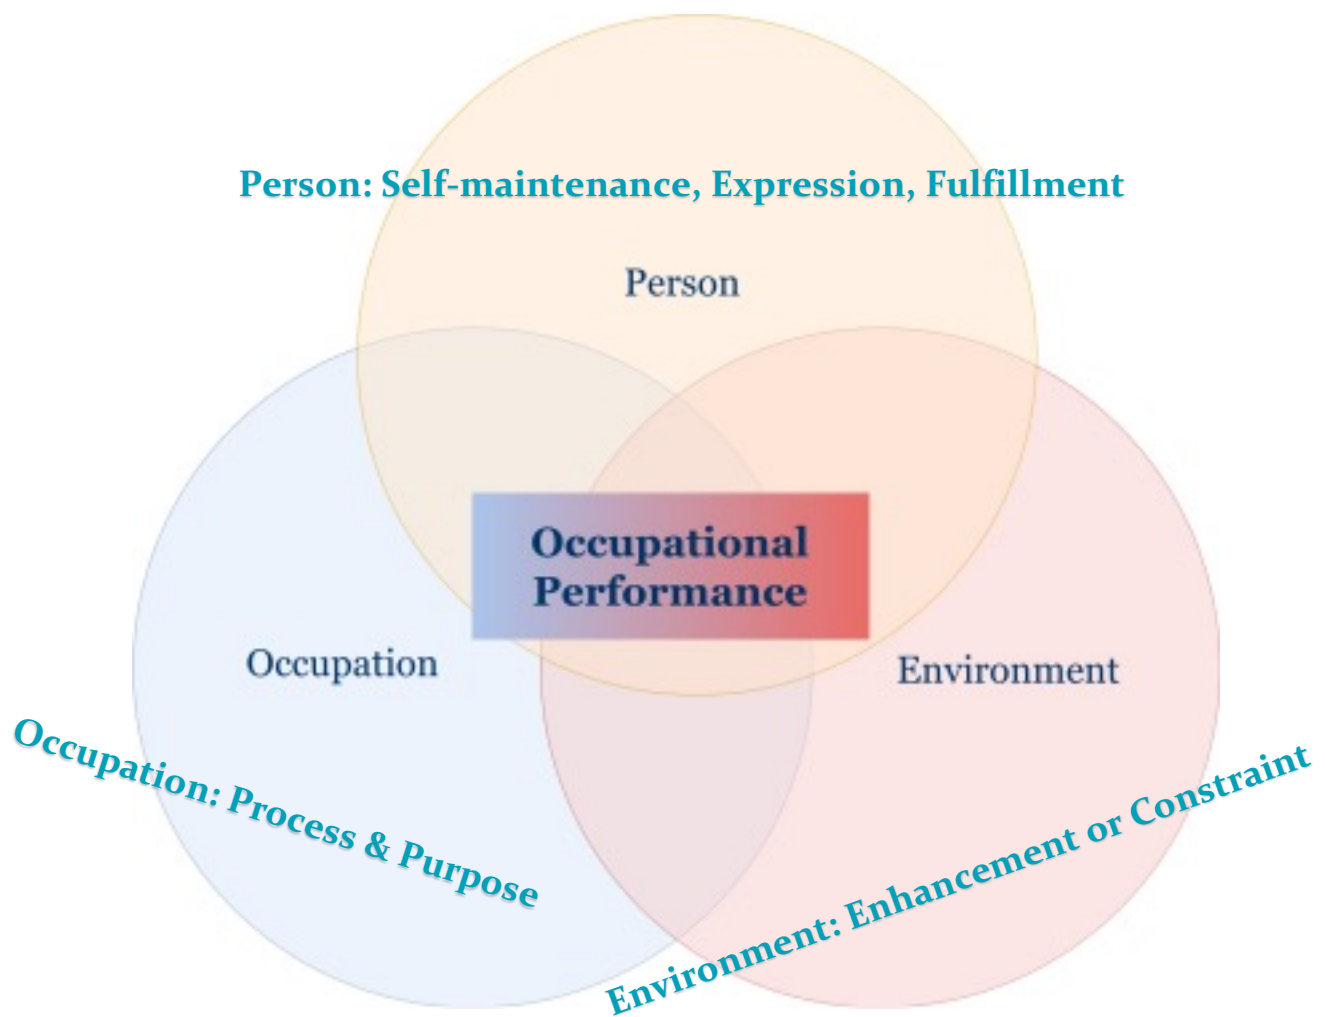 Person: Self-maintenance, Expression, Fulfillment
Person
Occupational
Performance
Occupation
Environment
Occupation: Process & Purpose
Environment: Enhancement or Constraint